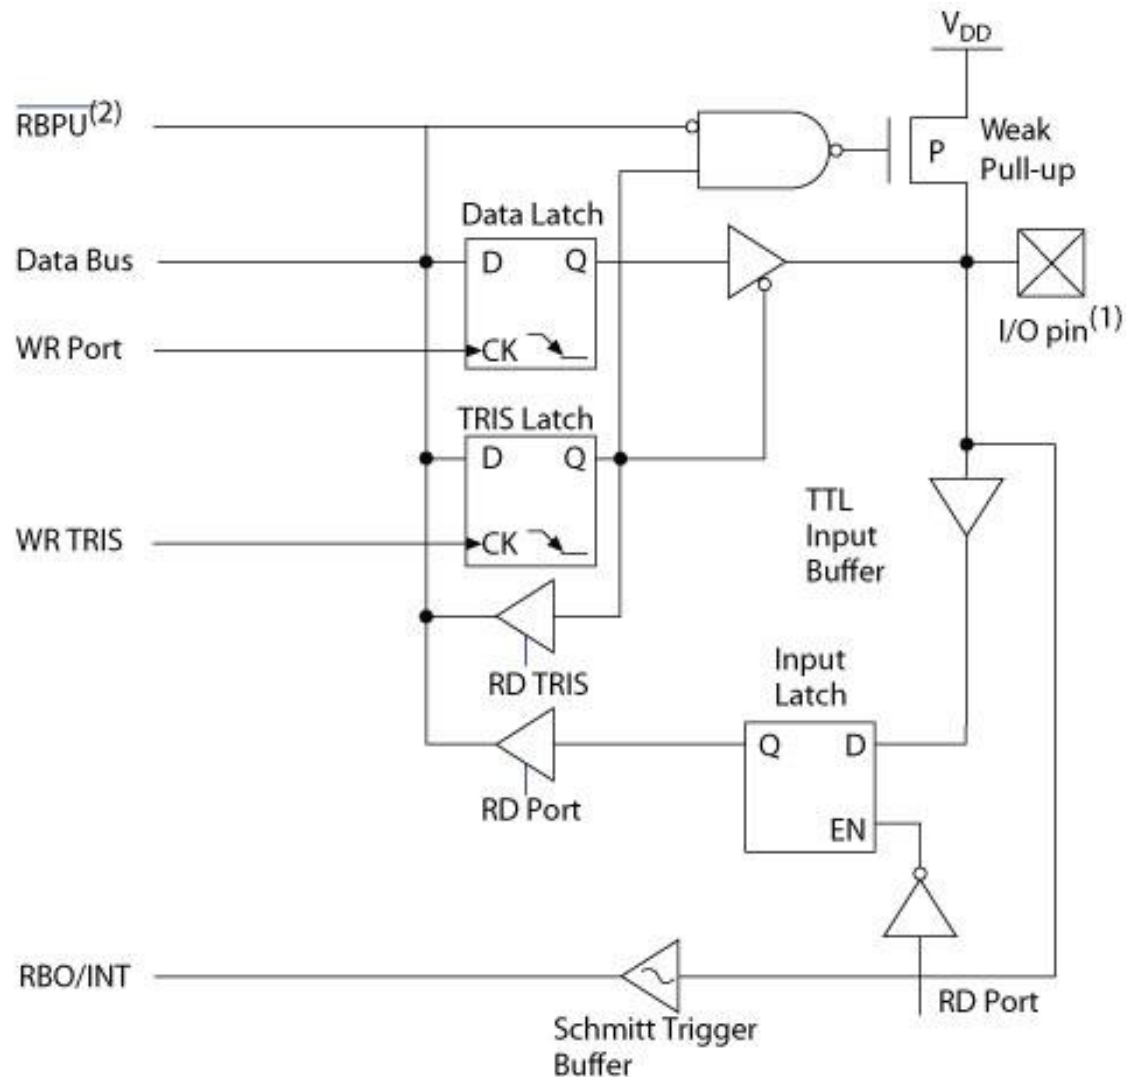 VDD
RBPU(2)
Weak
Pull-up
P
Data Latch
Data Bus
D
Q
I/O pin(1)
WR Port
CK
TRIS Latch
D
Q
TTL
Input
Buffer
WR TRIS
CK
RD TRIS
Input
Latch
Q
D
RD Port
EN
RBO/INT
RD Port
Schmitt Trigger
Buffer